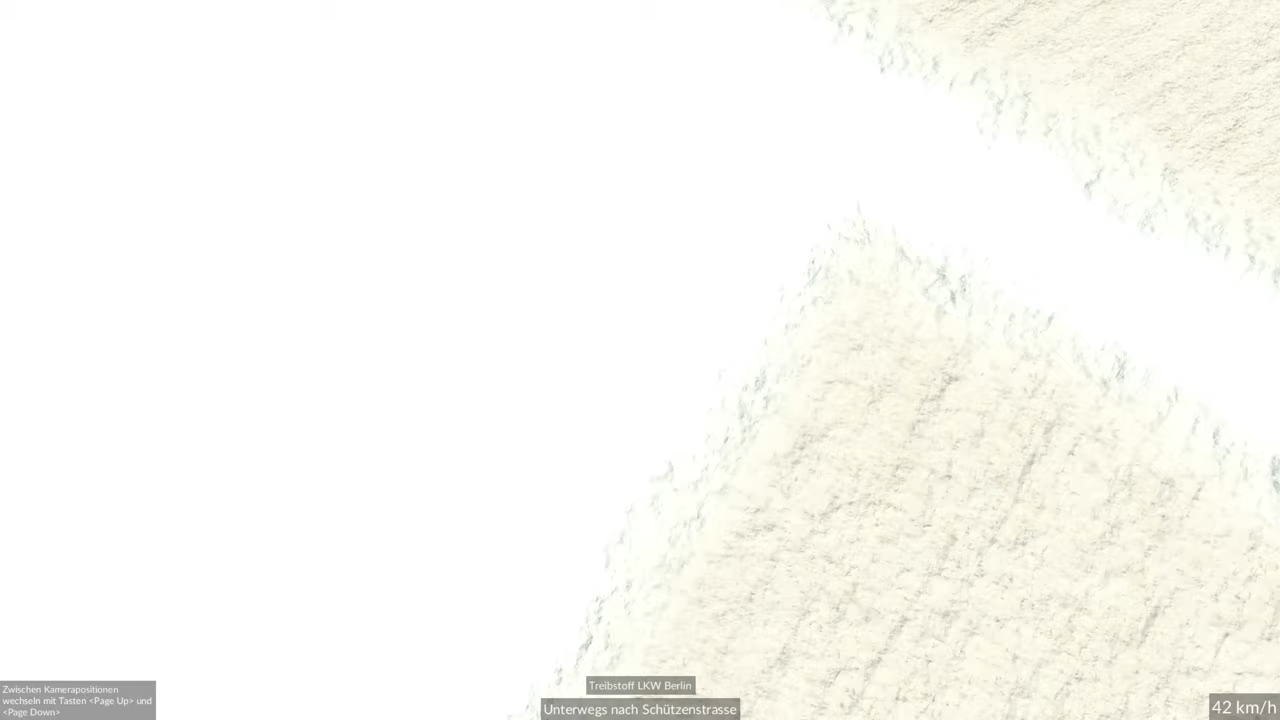 Treibstoff LKW Berlin
Zwischen Kamerapositionen
wechseln mit Tasten <Page Up> und
<Page Down>
Unterwegs nach Schützenstrasse
42 km/h